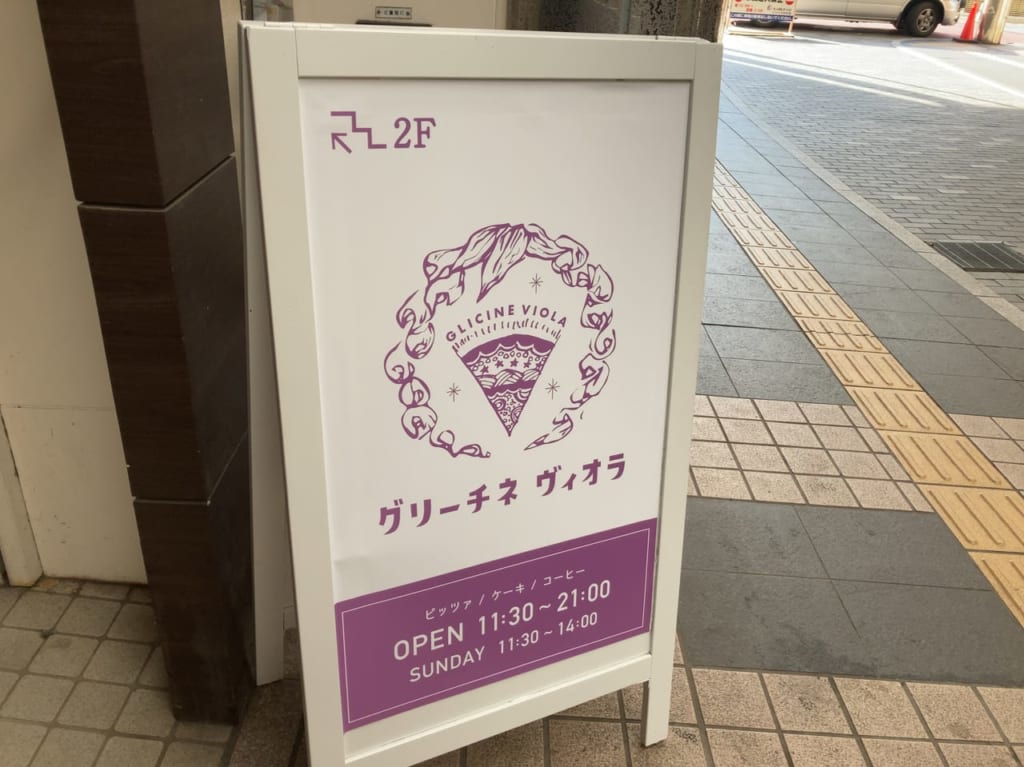 2F
GLICINE VIOLA
グリーチネ ヴィオラ
ピッツァ / ケーキ / コーヒー
OPEN 11:30～21:00
SUNDAY 11:30～14:00